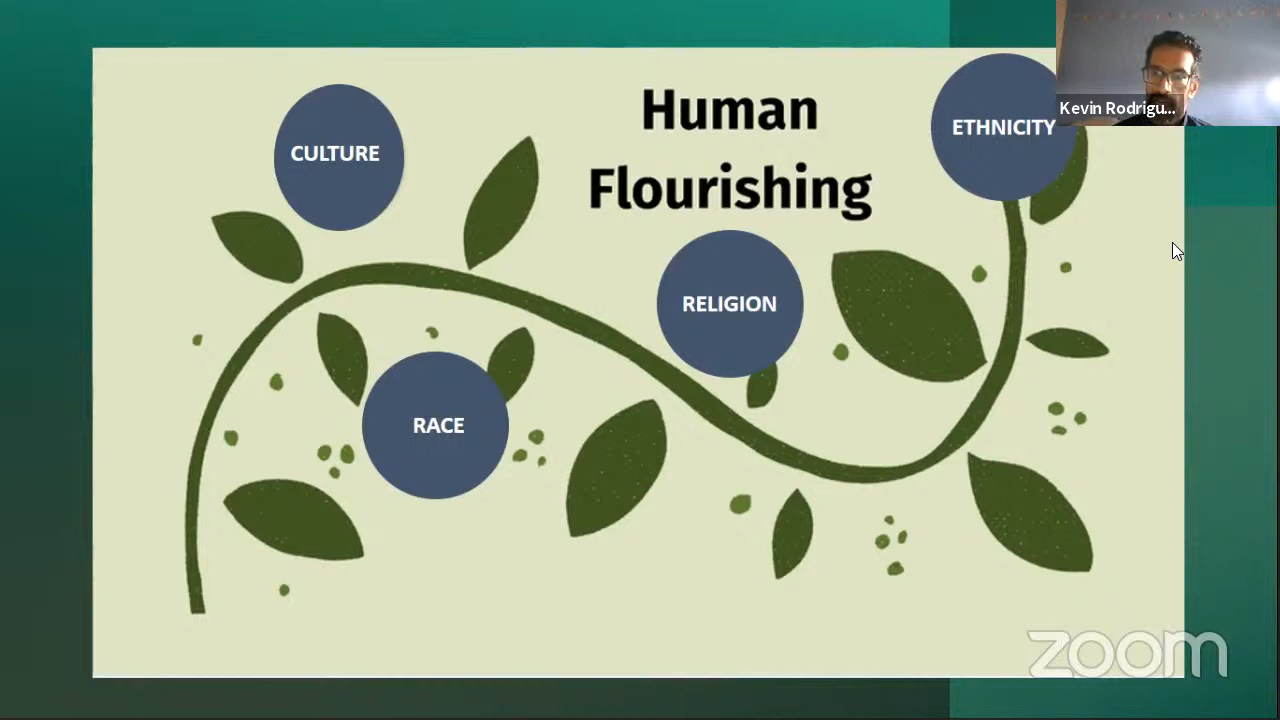 Human
Flourishing
CULTURE
ETHNICITY
Kevin Rodrigu...
RELIGION
RACE
zoom